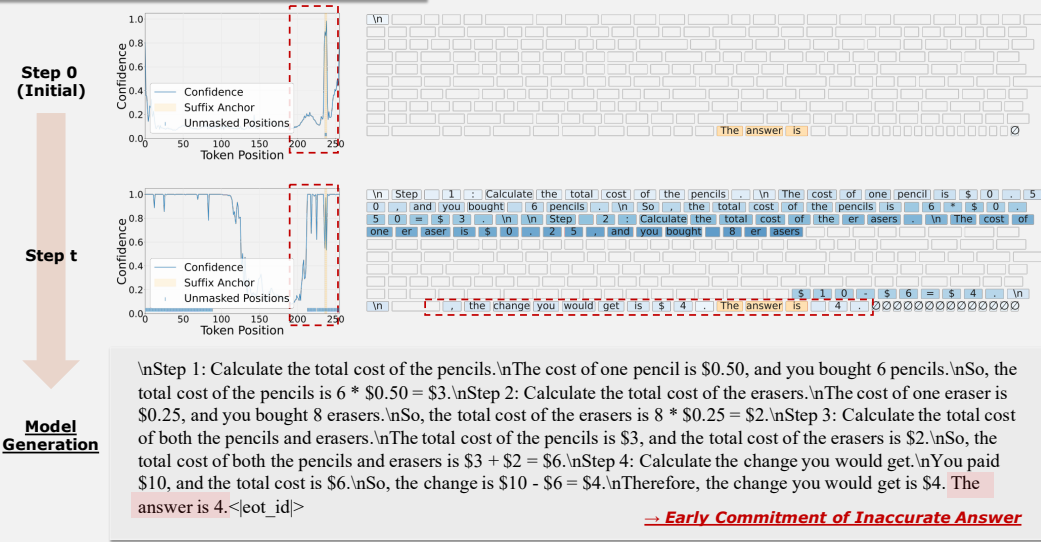 Step 0
(Initial)
Confidence
1.0
0.8
0.6
0.4
0.2
0.0
Confidence
Suffix Anchor
Unmasked Positions
0 50 100 150 200 250
Token Position
\n
The answer is
∅
Step t
Confidence
1.0
0.8
0.6
0.4
0.2
0.0
Confidence
Suffix Anchor
Unmasked Positions
0 50 100 150 200 250
Token Position
\n Step 1 : Calculate the total cost of the pencils . \n The cost of one pencil is $ 0 . 5
0 , and you bought 6 pencils . \n So , the total cost of the pencils is 6 * $ 0 .
5 0 = $ 3 . \n \n Step 2 : Calculate the total cost of the er asers . \n The cost of
one er aser is $ 0 . 2 5 , and you bought 8 er asers
$ 1 0 - $ 6 = $ 4 . \n
\n , the change you would get is $ 4 . The answer is 4 . ∅∅∅∅∅∅∅∅∅∅∅∅∅∅∅
Model
Generation
\nStep 1: Calculate the total cost of the pencils.\nThe cost of one pencil is $0.50, and you bought 6 pencils.\nSo, the
total cost of the pencils is 6 * $0.50 = $3.\nStep 2: Calculate the total cost of the erasers.\nThe cost of one eraser is
$0.25, and you bought 8 erasers.\nSo, the total cost of the erasers is 8 * $0.25 = $2.\nStep 3: Calculate the total cost
of both the pencils and erasers.\nThe total cost of the pencils is $3, and the total cost of the erasers is $2.\nSo, the
total cost of both the pencils and erasers is $3 + $2 = $6.\nStep 4: Calculate the change you would get.\nYou paid
$10, and the total cost is $6.\nSo, the change is $10 - $6 = $4.\nTherefore, the change you would get is $4. The
answer is 4.<|eot_id|>
→ Early Commitment of Inaccurate Answer